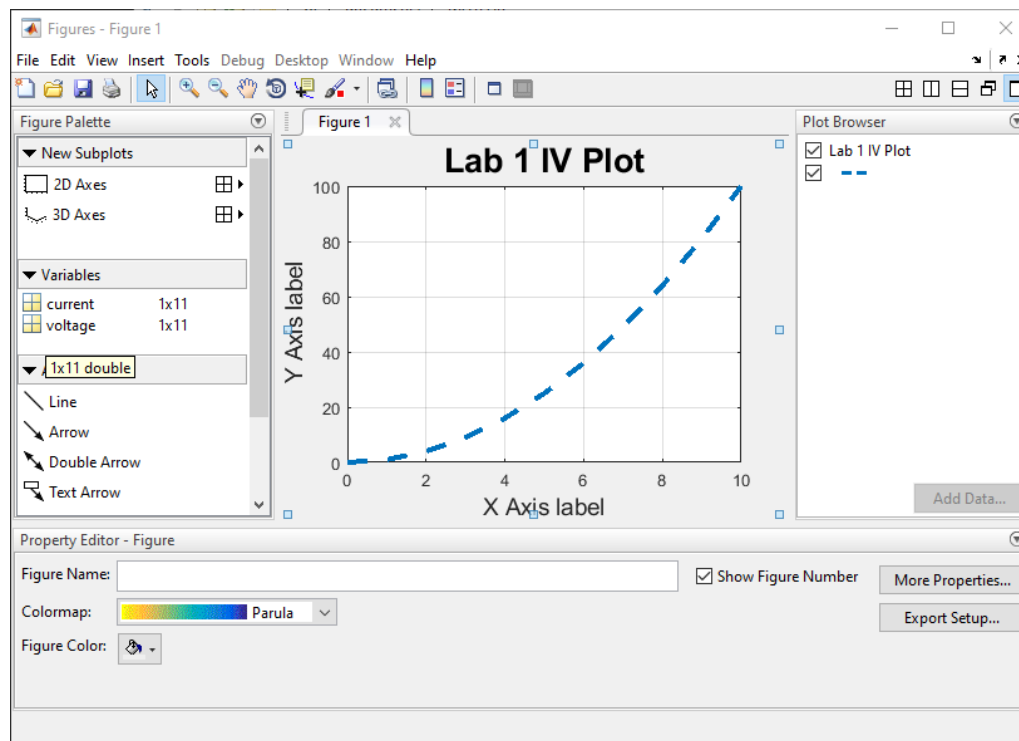 Figures - Figure 1
File Edit View Insert Tools Debug Desktop Window Help
Figure Palette
Figure 1
Plot Browser
New Subplots
2D Axes
3D Axes
Variables
current 1x11
voltage 1x11
1x11 double
Line
Arrow
Double Arrow
Text Arrow
Lab 1 IV Plot
100
80
60
40
20
0
Y Axis label
0 2 4 6 8 10
X Axis label
Lab 1 IV Plot
Add Data...
Property Editor - Figure
Figure Name:
Show Figure Number
More Properties...
Colormap:
Parula
Export Setup...
Figure Color: